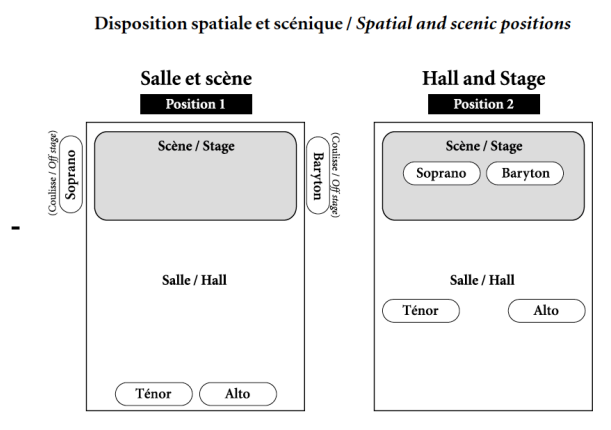 Disposition spatiale et scénique / Spatial and scenic positions
Salle et scène
Position 1
Scène / Stage
(Coulisse / Off stage)
Soprano
Baryton
(Coulisse / Off stage)
Salle / Hall
Ténor
Alto
Hall and Stage
Position 2
Scène / Stage
Soprano
Baryton
Salle / Hall
Ténor
Alto
-